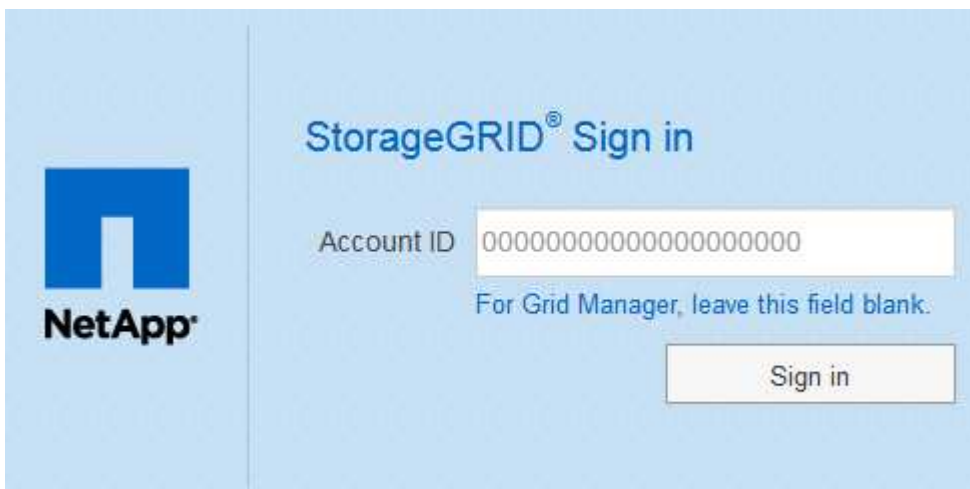 StorageGRID® Sign in
Account ID 00000000000000000000
For Grid Manager, leave this field blank.
NetApp
Sign in